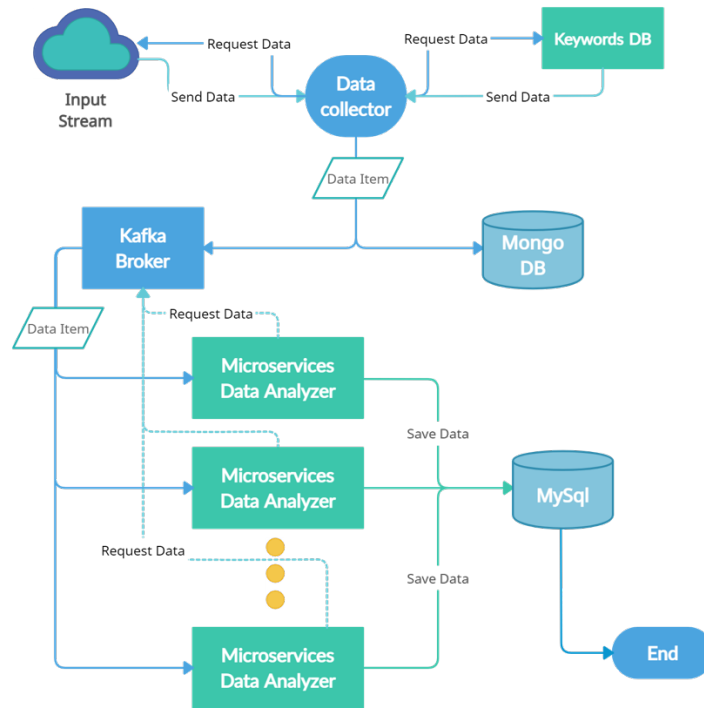 Request Data
Request Data
Keywords DB
Data
collector
Input
Stream
Send Data
Send Data
Data Item
Kafka
Broker
Mongo
DB
Request Data
Data Item
Microservices
Data Analyzer
Save Data
Microservices
Data Analyzer
MySql
Request Data
Save Data
Microservices
Data Analyzer
End